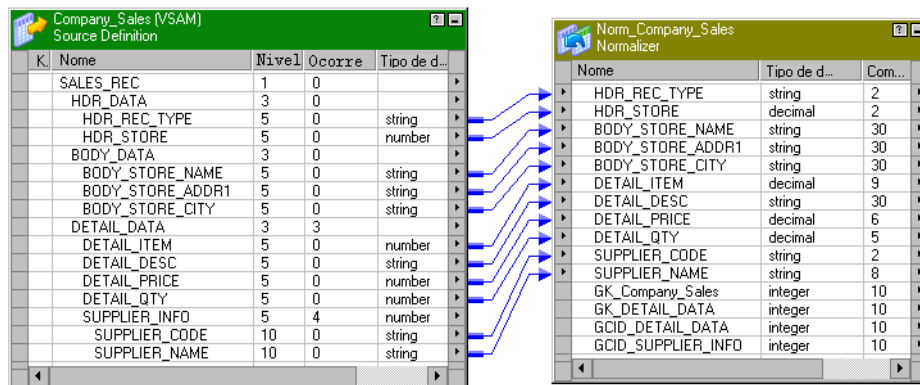 Company_Sales (VSAM)
Source Definition
K. Nome Nivel Ocorre Tipo de d...
SALES_REC 1 0
HDR_DATA 3 0
HDR_REC_TYPE 5 0 string
HDR_STORE 5 0 number
BODY_DATA 3 0
BODY_STORE_NAME 5 0 string
BODY_STORE_ADDR1 5 0 string
BODY_STORE_CITY 5 0 string
DETAIL_DATA 3 3
DETAIL_ITEM 5 0 number
DETAIL_DESC 5 0 string
DETAIL_PRICE 5 0 number
DETAIL_QTY 5 0 number
SUPPLIER_INFO 5 4 number
SUPPLIER_CODE 10 0 string
SUPPLIER_NAME 10 0 string
Norm_Company_Sales
Normalizer
Nome Tipo de d... Com...
HDR_REC_TYPE string 2
HDR_STORE decimal 2
BODY_STORE_NAME string 30
BODY_STORE_ADDR1 string 30
BODY_STORE_CITY string 30
DETAIL_ITEM decimal 9
DETAIL_DESC string 30
DETAIL_PRICE decimal 6
DETAIL_QTY decimal 5
SUPPLIER_CODE string 2
SUPPLIER_NAME string 8
GK_Company_Sales integer 10
GK_DETAIL_DATA integer 10
GCID_DETAIL_DATA integer 10
GCID_SUPPLIER_INFO integer 10